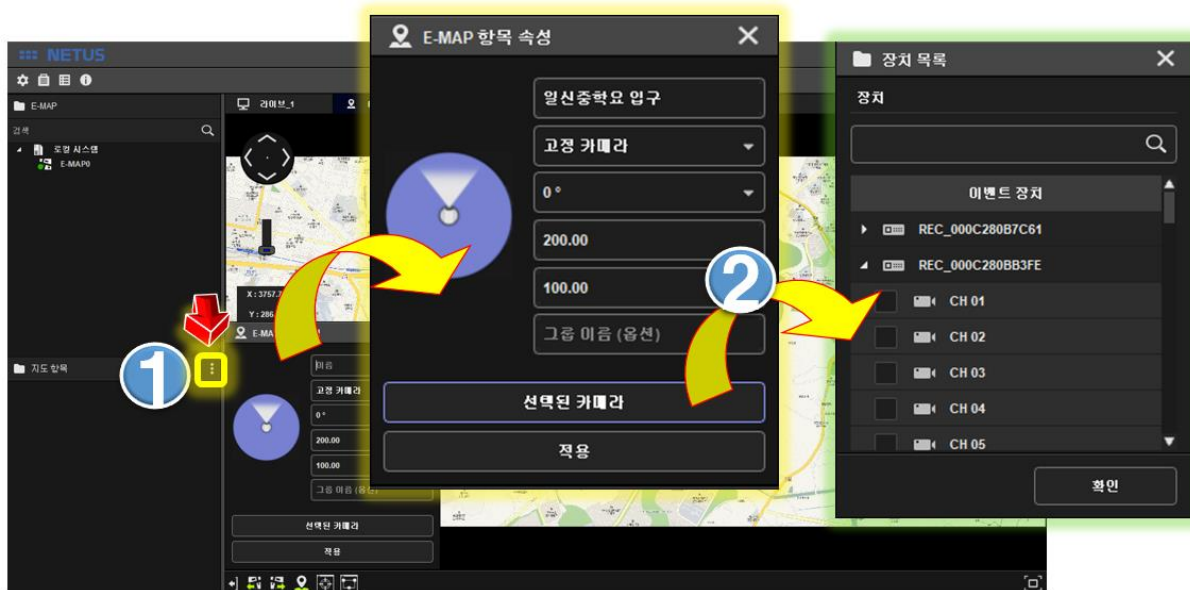 NETUS
E-MAP
검색
로컬 시스템
E-MAP0
지도 항목
1
라이브_1
X : 3757.
Y : 286.
E-MA
이름
고정 카메라
0 °
200.00
100.00
그룹 이름 (옵션)
선택된 카메라
적용
E-MAP 항목 속성
일신중학요 입구
고정 카메라
0 °
200.00
100.00
그룹 이름 (옵션)
선택된 카메라
적용
2
장치 목록
장치
이벤트 장치
REC_000C280B7C61
REC_000C280BB3FE
CH 01
CH 02
CH 03
CH 04
CH 05
확인